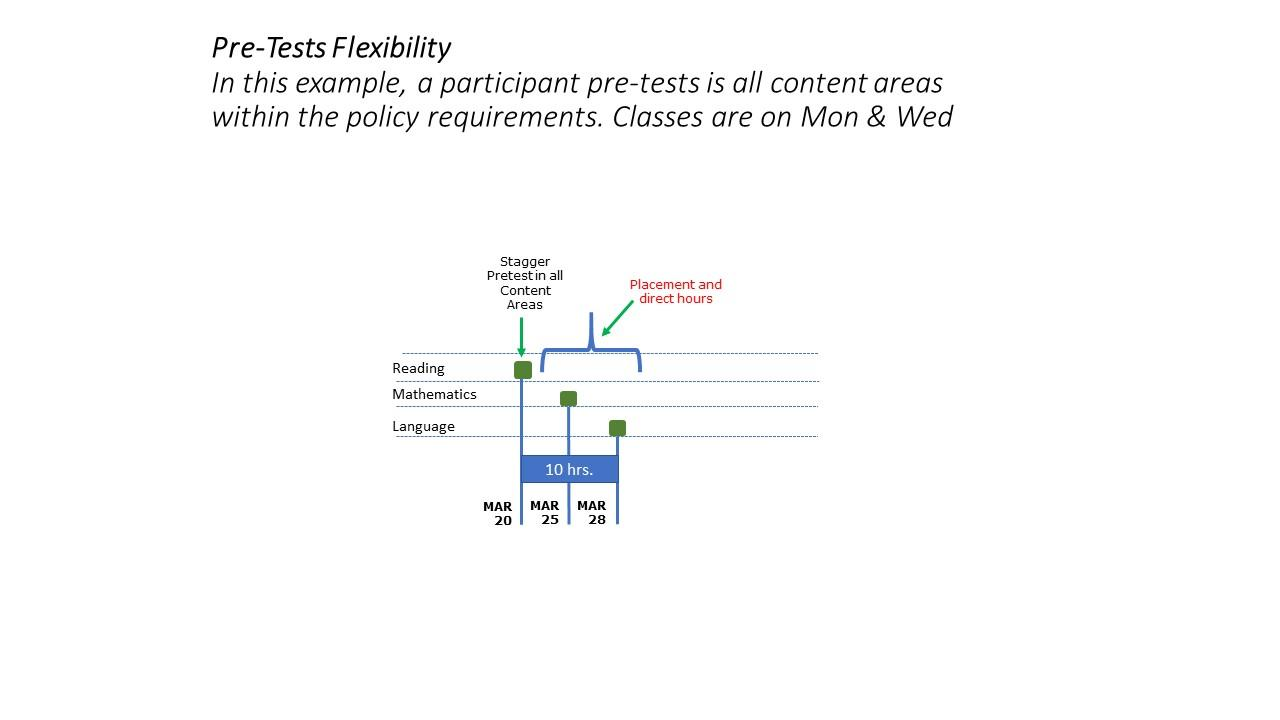 Pre-Tests Flexibility
In this example, a participant pre-tests is all content areas
within the policy requirements. Classes are on Mon & Wed
Stagger
Pretest in all
Content
Areas
Placement and
direct hours
Reading
Mathematics
Language
10 hrs.
MAR
20
MAR
25
MAR
28